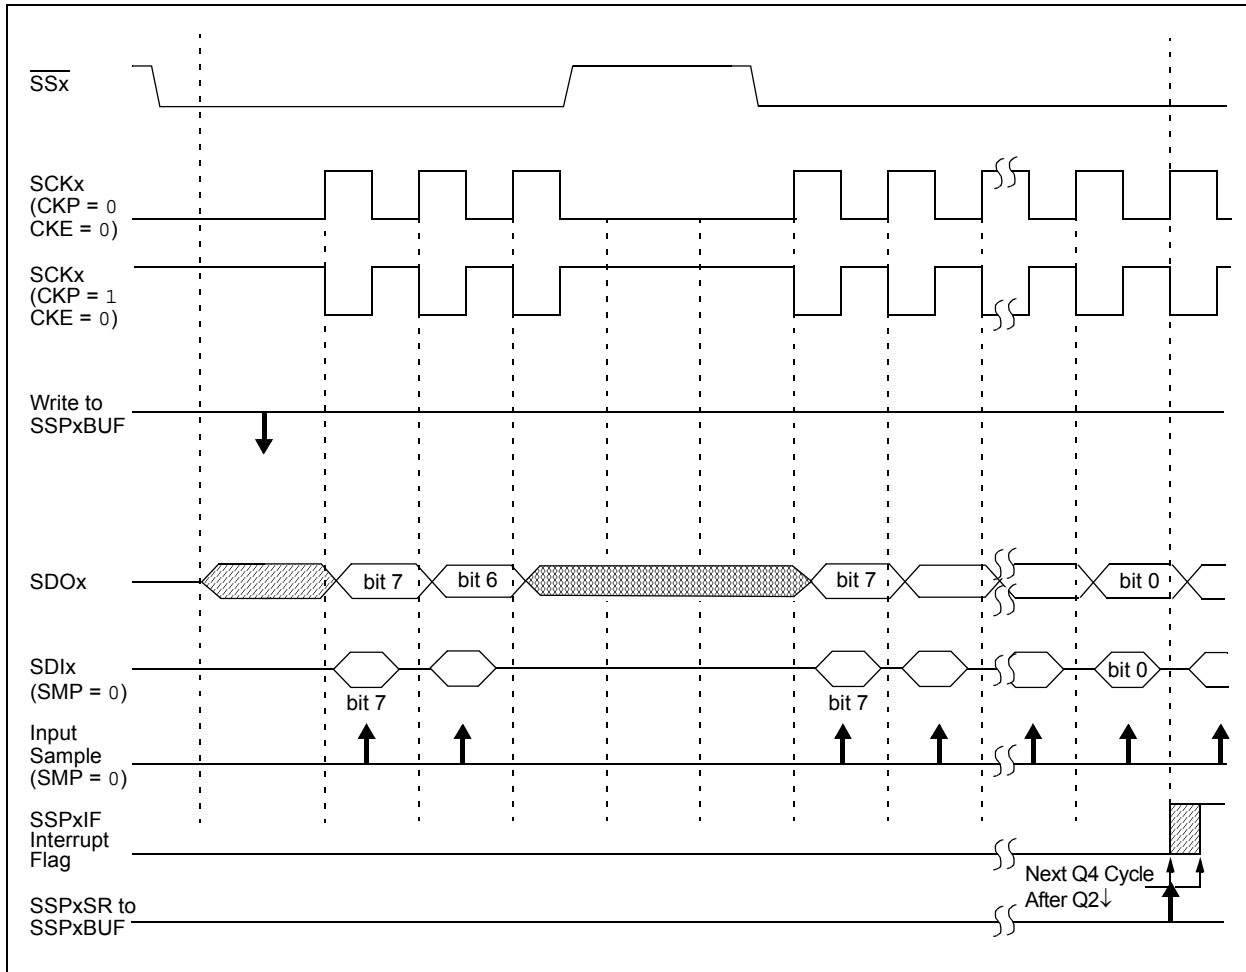 SSx
SCKx
(CKP = 0
CKE = 0)
SCKx
(CKP = 1
CKE = 0)
Write to
SSPxBUF
SDOx
bit 7
bit 6
bit 7
bit 0
SDIx
(SMP = 0)
bit 7
bit 7
bit 0
Input
Sample
(SMP = 0)
SSPxIF
Interrupt
Flag
Next Q4 Cycle
After Q2↓
SSPxSR to
SSPxBUF